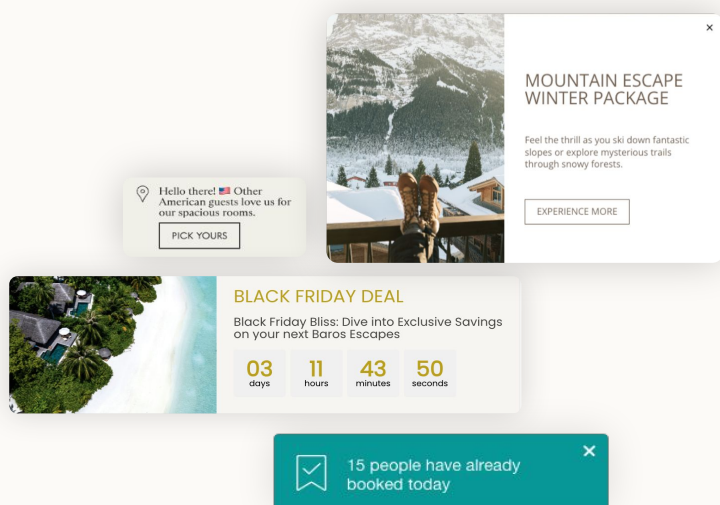 MOUNTAIN ESCAPE
WINTER PACKAGE
Feel the thrill as you ski down fantastic
slopes or explore mysterious trails
through snowy forests.
EXPERIENCE MORE
Hello there! 🇺🇸 Other
American guests love us for
our spacious rooms.
PICK YOURS
BLACK FRIDAY DEAL
Black Friday Bliss: Dive into Exclusive Savings
on your next Baros Escapes
03 11 43 50
days hours minutes seconds
15 people have already
booked today